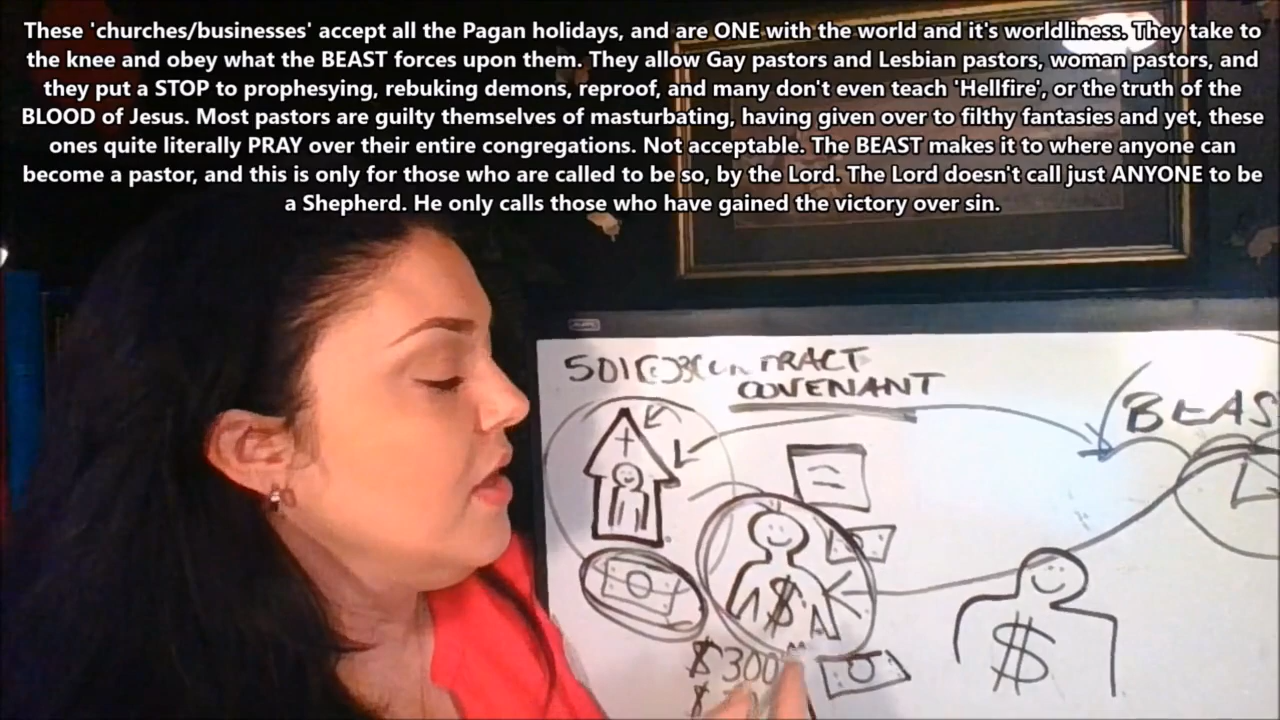 These 'churches/businesses' accept all the Pagan holidays, and are ONE with the world and it's worldliness. They take to
the knee and obey what the BEAST forces upon them. They allow Gay pastors and Lesbian pastors, woman pastors, and
they put a STOP to prophesying, rebuking demons, reproof, and many don't even teach 'Hellfire', or the truth of the
BLOOD of Jesus. Most pastors are guilty themselves of masturbating, having given over to filthy fantasies and yet, these
ones quite literally PRAY over their entire congregations. Not acceptable. The BEAST makes it to where anyone can
become a pastor, and this is only for those who are called to be so, by the Lord. The Lord doesn't call just ANYONE to be
a Shepherd. He only calls those who have gained the victory over sin.
501(C)3
COVENANT
BEAS
$
$
$300
$